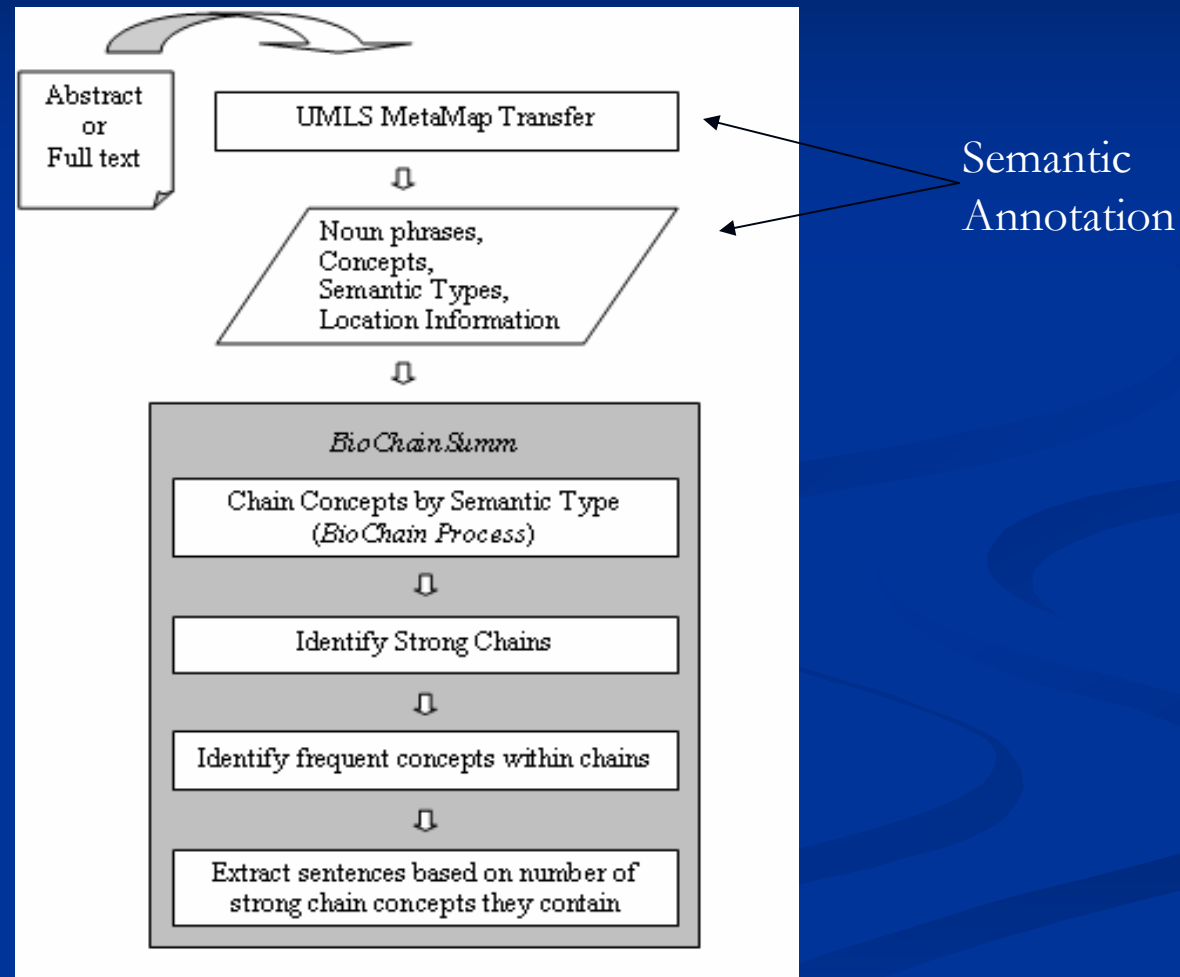 Abstract
or
Full text
UMLS MetaMap Transfer
Semantic
Annotation
Noun phrases,
Concepts,
Semantic Types,
Location Information
BioChainSumm
Chain Concepts by Semantic Type
(BioChain Process)
Identify Strong Chains
Identify frequent concepts within chains
Extract sentences based on number of
strong chain concepts they contain